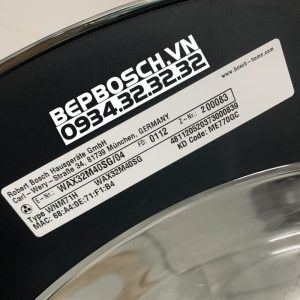 BEPBOSCH.VN
0934.32.32.32
www.bosch-home.com
Robert Bosch Hausgeräte GmbH
Carl-Wery-Straße 34, 81739 München, GERMANY
E-Nr.: WAX32M40SG/04 FD: 0112 Z-Nr.: 200083
Type WNM71H WAX32M40SG 481120520373000839
MAC: 68:A4:0E:71:F1:B4 KD Code: ME770GC